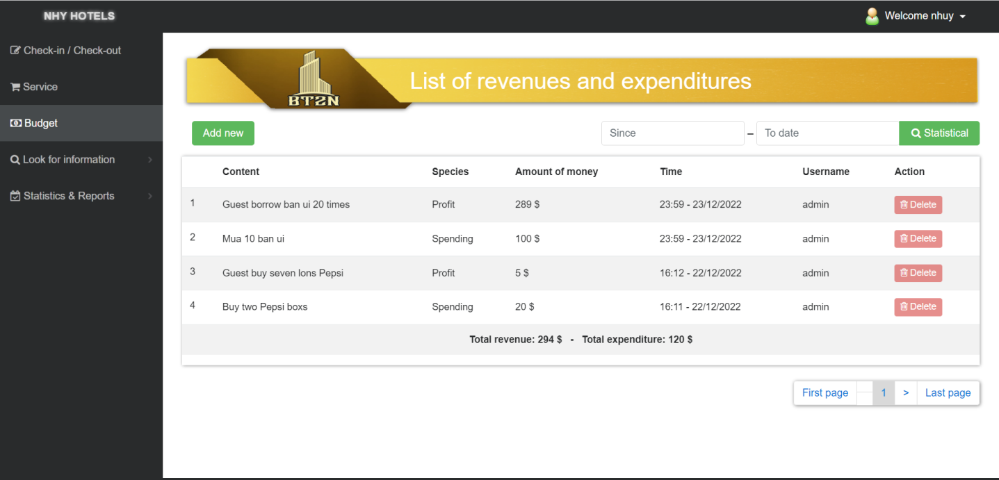 NHY HOTELS
Welcome nhuy
Check-in / Check-out
Service
Budget
Look for information
Statistics & Reports
BT2N
List of revenues and expenditures
Add new
Since – To date Statistical
Content Species Amount of money Time Username Action
1 Guest borrow ban ui 20 times Profit 289 $ 23:59 - 23/12/2022 admin Delete
2 Mua 10 ban ui Spending 100 $ 23:59 - 23/12/2022 admin Delete
3 Guest buy seven lons Pepsi Profit 5 $ 16:12 - 22/12/2022 admin Delete
4 Buy two Pepsi boxs Spending 20 $ 16:11 - 22/12/2022 admin Delete
Total revenue: 294 $ - Total expenditure: 120 $
First page 1 > Last page